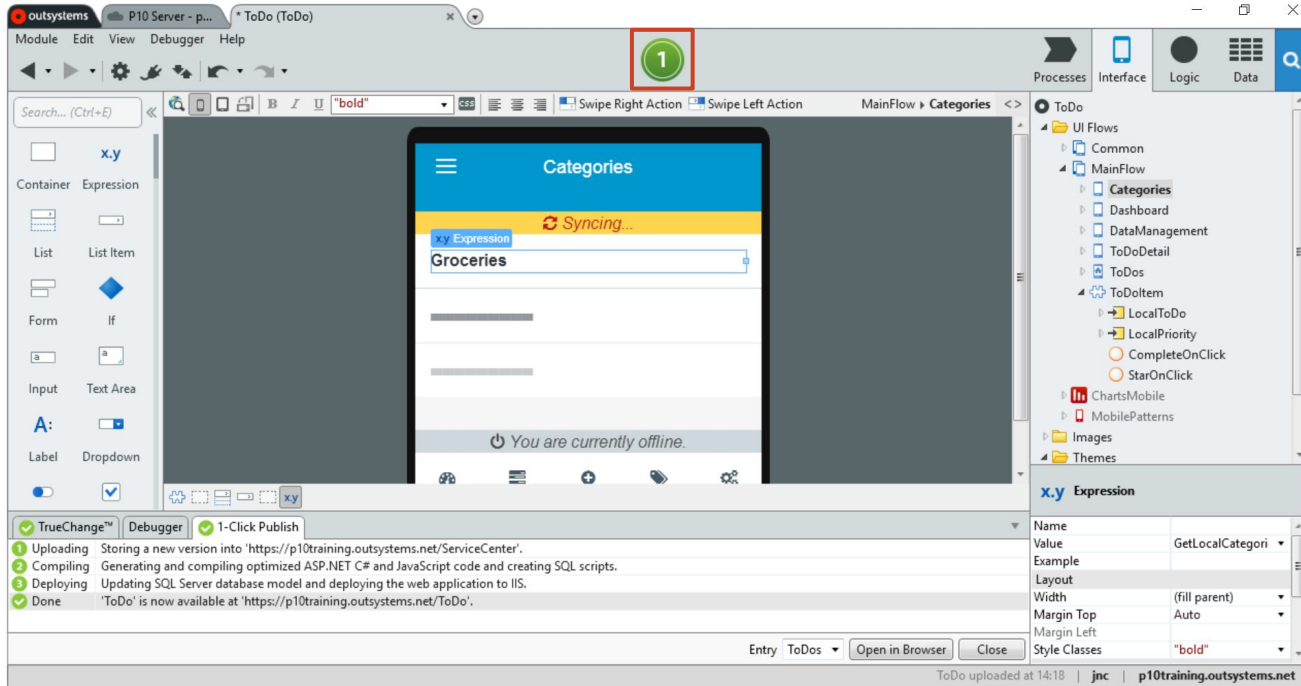 outsystems
P10 Server - p...
* ToDo (ToDo)
Module Edit View Debugger Help
1
Processes Interface Logic Data
Search... (Ctrl+E)
B I U "bold" CSS Swipe Right Action Swipe Left Action MainFlow Categories <>
x.y
Container Expression
List List Item
Form If
a a
Input Text Area
A:
Label Dropdown
Categories
Syncing...
x.y Expression
Groceries
You are currently offline.
x.y
ToDo
UI Flows
Common
MainFlow
Categories
Dashboard
DataManagement
ToDoDetail
ToDos
ToDoItem
LocalToDo
LocalPriority
CompleteOnClick
StarOnClick
ChartsMobile
MobilePatterns
Images
Themes
x.y Expression
Name
Value GetLocalCategori
Example
Layout
Width (fill parent)
Margin Top Auto
Margin Left
Style Classes "bold"
TrueChange™ Debugger 1-Click Publish
1 Uploading Storing a new version into 'https://p10training.outsystems.net/ServiceCenter'.
2 Compiling Generating and compiling optimized ASP.NET C# and JavaScript code and creating SQL scripts.
3 Deploying Updating SQL Server database model and deploying the web application to IIS.
Done 'ToDo' is now available at 'https://p10training.outsystems.net/ToDo'.
Entry ToDos Open in Browser Close
ToDo uploaded at 14:18 | jnc | p10training.outsystems.net